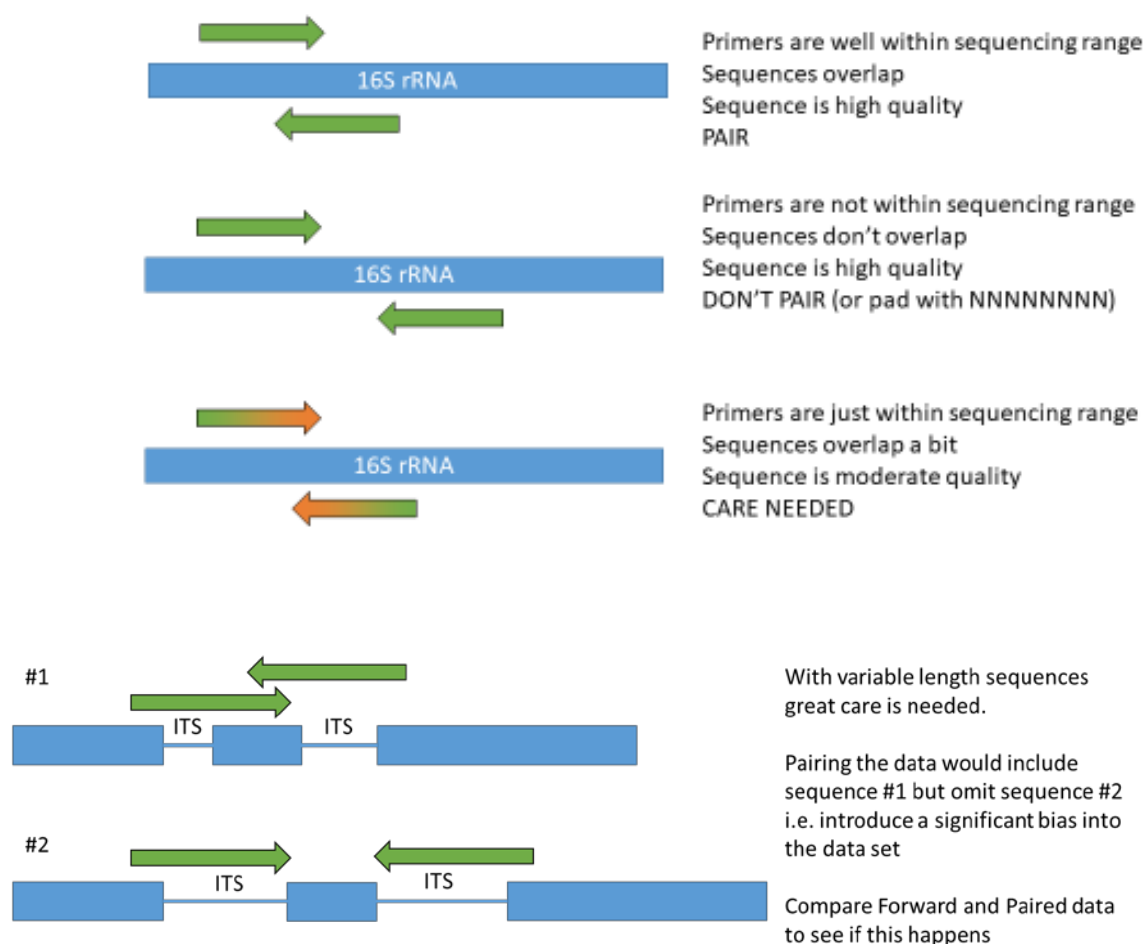 Primers are well within sequencing range
16S rRNA
Sequences overlap
Sequence is high quality
PAIR
Primers are not within sequencing range
Sequences don't overlap
16S rRNA
Sequence is high quality
DON'T PAIR (or pad with NNNNNNNN)
Primers are just within sequencing range
Sequences overlap a bit
16S rRNA
Sequence is moderate quality
CARE NEEDED
#1
ITS
ITS
With variable length sequences
great care is needed.
Pairing the data would include
sequence #1 but omit sequence #2
i.e. introduce a significant bias into
the data set
#2
ITS
ITS
Compare Forward and Paired data
to see if this happens